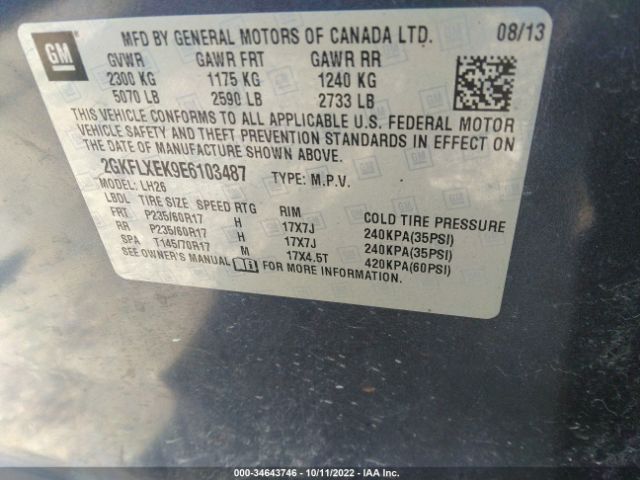 GM
MFD BY GENERAL MOTORS OF CANADA LTD. 08/13
GVWR GAWR FRT GAWR RR
2300 KG 1175 KG 1240 KG
5070 LB 2590 LB 2733 LB
THIS VEHICLE CONFORMS TO ALL APPLICABLE U.S. FEDERAL MOTOR
VEHICLE SAFETY AND THEFT PREVENTION STANDARDS IN EFFECT ON
THE DATE OF MANUFACTURE SHOWN ABOVE.
2GKFLXEK9E6103487 TYPE: M.P.V.
MODEL: LH26
LBDL TIRE SIZE SPEED RTG RIM COLD TIRE PRESSURE
FRT P235/60R17 H 17X7J 240KPA(35PSI)
RR P235/60R17 H 17X7J 240KPA(35PSI)
SPA T145/70R17 M 17X4.5T 420KPA(60PSI)
SEE OWNER'S MANUAL FOR MORE INFORMATION.
000-34643746 - 10/11/2022 - IAA Inc.